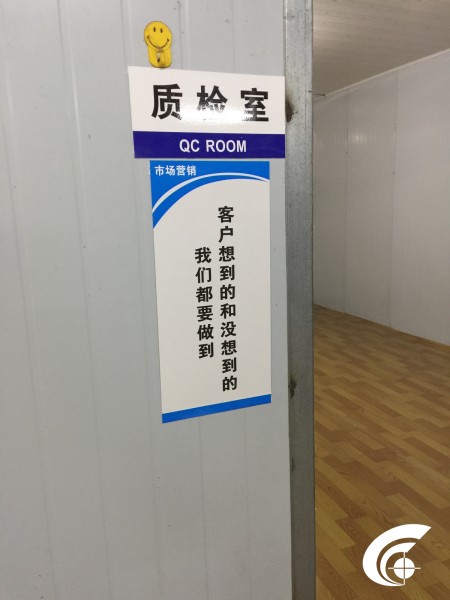 质检室
QC ROOM
市场营销
客户想到的和没想到的
我们都要做到